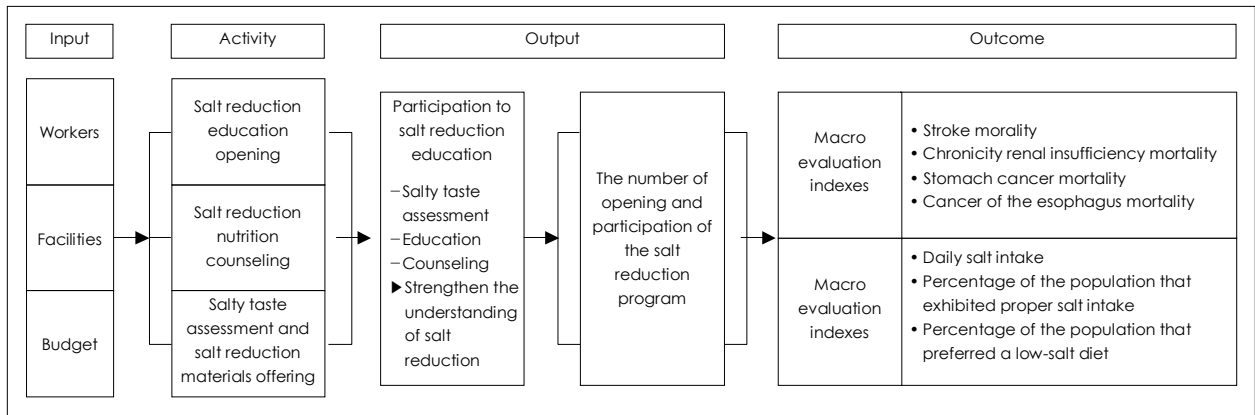 Input
Activity
Output
Outcome
Workers
Facilities
Budget
Salt reduction
education
opening
Salt reduction
nutrition
counseling
Salty taste
assessment and
salt reduction
materials offering
Participation to
salt reduction
education
–Salty taste
assessment
–Education
–Counseling
▶Strengthen the
understanding
of salt
reduction
The number of
opening and
participation of
the salt
reduction
program
Macro
evaluation
indexes
• Stroke morality
• Chronicity renal insufficiency mortality
• Stomach cancer mortality
• Cancer of the esophagus mortality
Macro
evaluation
indexes
• Daily salt intake
• Percentage of the population that
exhibited proper salt intake
• Percentage of the population that
preferred a low-salt diet